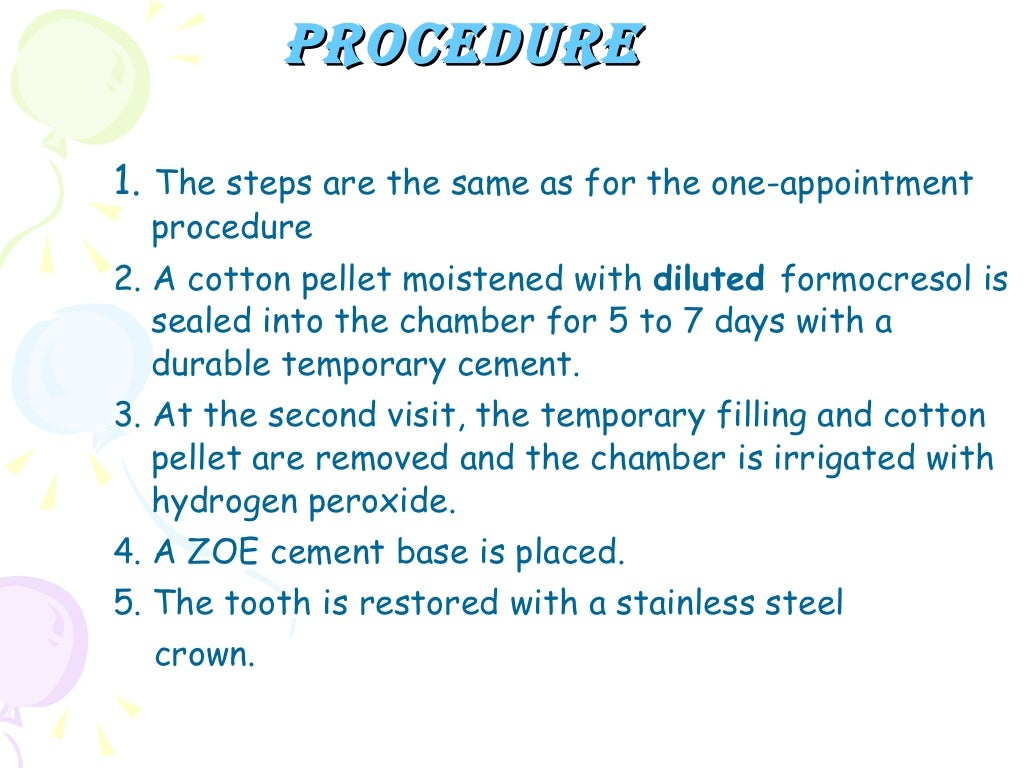 PROCEDURE
1. The steps are the same as for the one-appointment
procedure
2. A cotton pellet moistened with diluted formocresol is
sealed into the chamber for 5 to 7 days with a
durable temporary cement.
3. At the second visit, the temporary filling and cotton
pellet are removed and the chamber is irrigated with
hydrogen peroxide.
4. A ZOE cement base is placed.
5. The tooth is restored with a stainless steel
crown.